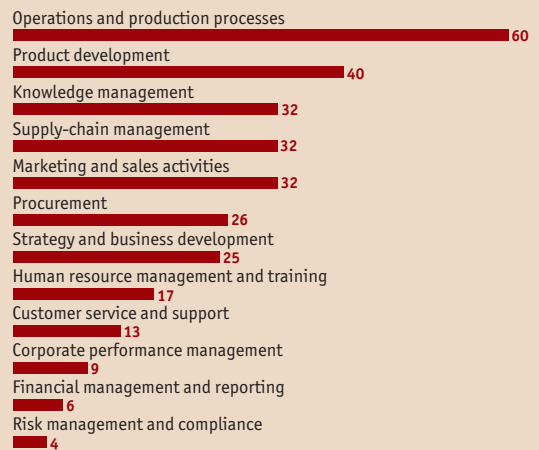 Operations and production processes
60
Product development
40
Knowledge management
32
Supply-chain management
32
Marketing and sales activities
32
Procurement
26
Strategy and business development
25
Human resource management and training
17
Customer service and support
13
Corporate performance management
9
Financial management and reporting
6
Risk management and compliance
4